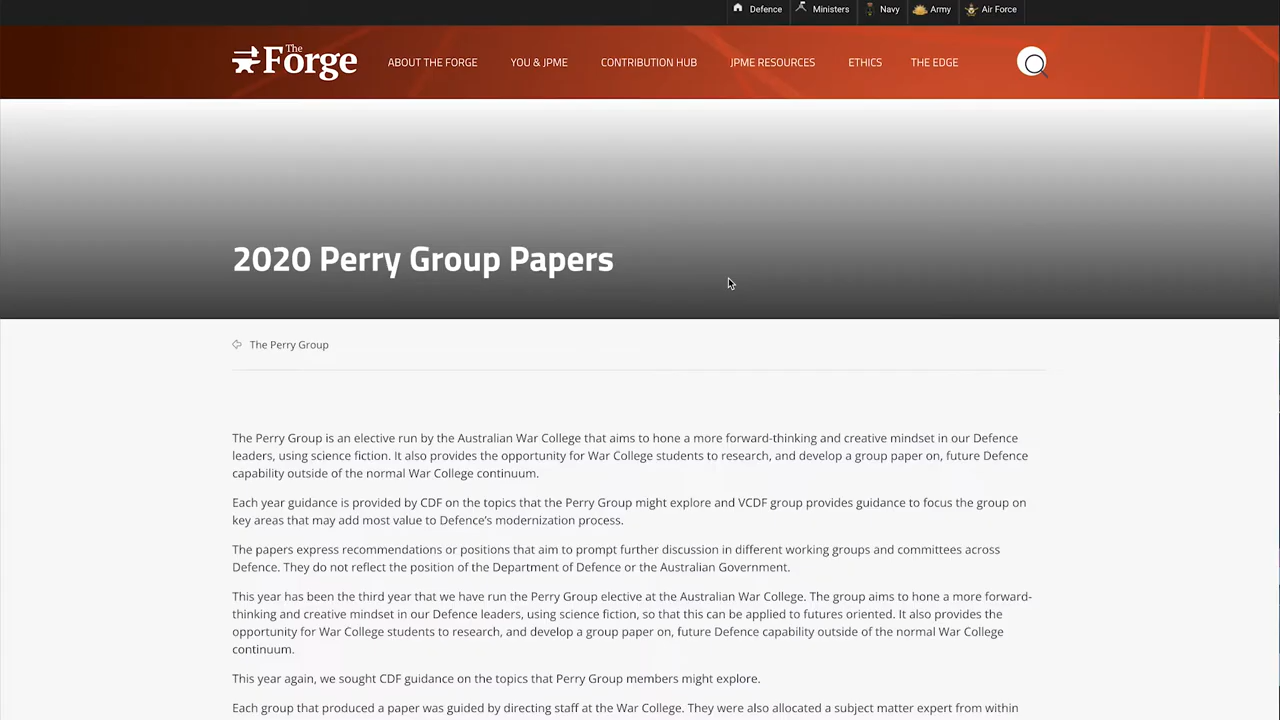 Defence Ministers Navy Army Air Force
The Forge ABOUT THE FORGE YOU & JPME CONTRIBUTION HUB JPME RESOURCES ETHICS THE EDGE
2020 Perry Group Papers
The Perry Group
The Perry Group is an elective run by the Australian War College that aims to hone a more forward-thinking and creative mindset in our Defence
leaders, using science fiction. It also provides the opportunity for War College students to research, and develop a group paper on, future Defence
capability outside of the normal War College continuum.
Each year guidance is provided by CDF on the topics that the Perry Group might explore and VCDF group provides guidance to focus the group on
key areas that may add most value to Defence’s modernization process.
The papers express recommendations or positions that aim to prompt further discussion in different working groups and committees across
Defence. They do not reflect the position of the Department of Defence or the Australian Government.
This year has been the third year that we have run the Perry Group elective at the Australian War College. The group aims to hone a more forward-
thinking and creative mindset in our Defence leaders, using science fiction, so that this can be applied to futures oriented. It also provides the
opportunity for War College students to research, and develop a group paper on, future Defence capability outside of the normal War College
continuum.
This year again, we sought CDF guidance on the topics that Perry Group members might explore.
Each group that produced a paper was guided by directing staff at the War College. They were also allocated a subject matter expert from within